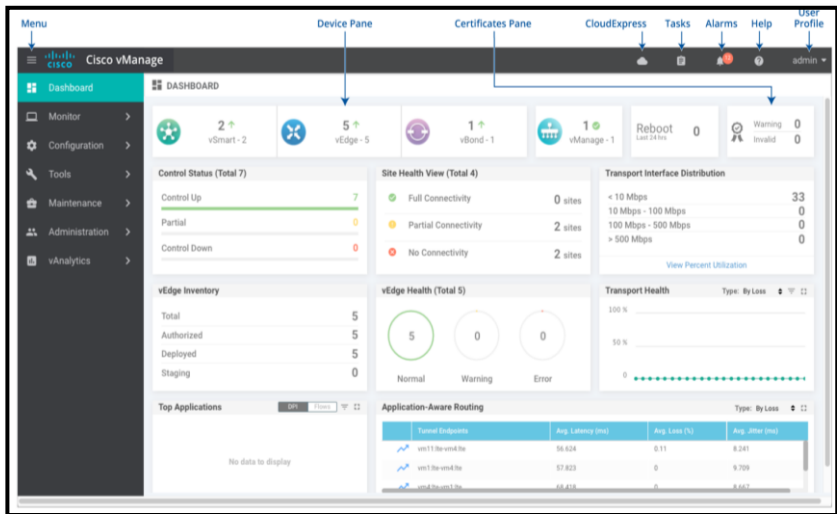 Menu
Device Pane
Certificates Pane
CloudExpress
Tasks
Alarms
Help
User
Profile
cisco
Cisco vManage
admin
Dashboard
Monitor
Configuration
Tools
Maintenance
Administration
vAnalytics
DASHBOARD
2
vSmart - 2
5
vEdge - 5
1
vBond - 1
1
vManage - 1
Reboot
Last 24 hrs
0
Warning 0
Invalid 0
Control Status (Total 7)
Control Up 7
Partial 0
Control Down 0
Site Health View (Total 4)
Full Connectivity 0 sites
Partial Connectivity 2 sites
No Connectivity 2 sites
Transport Interface Distribution
< 10 Mbps 33
10 Mbps - 100 Mbps 0
100 Mbps - 500 Mbps 0
> 500 Mbps 0
View Percent Utilization
vEdge Inventory
Total 5
Authorized 5
Deployed 5
Staging 0
vEdge Health (Total 5)
5 0 0
Normal Warning Error
Transport Health Type: By Loss
100 %
50 %
0
Top Applications DPI Flows
No data to display
Application-Aware Routing Type: By Loss
Tunnel Endpoints Avg. Latency (ms) Avg. Loss (%) Avg. Jitter (ms)
vm11:lte-vm4:lte 56.624 0.11 8.241
vm1:lte-vm4:lte 57.823 0 9.709
vm4:lte-vm1:lte 0 8.667